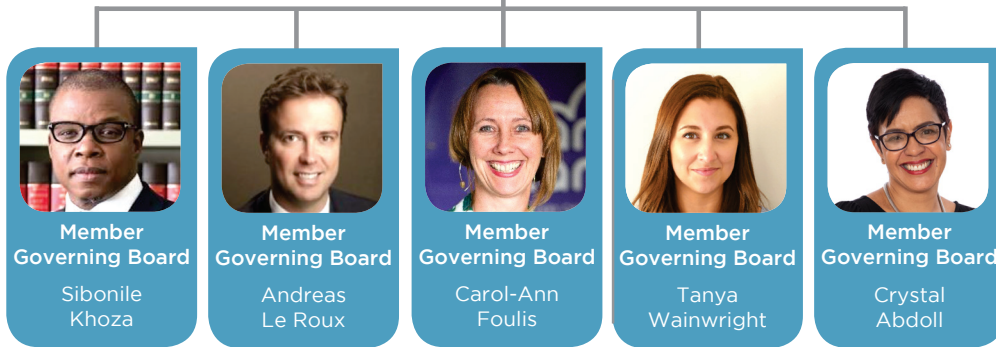 Member
Governing Board
Sibonile
Khoza
Member
Governing Board
Andreas
Le Roux
Member
Governing Board
Carol-Ann
Foulis
Member
Governing Board
Tanya
Wainwright
Member
Governing Board
Crystal
Abdoll